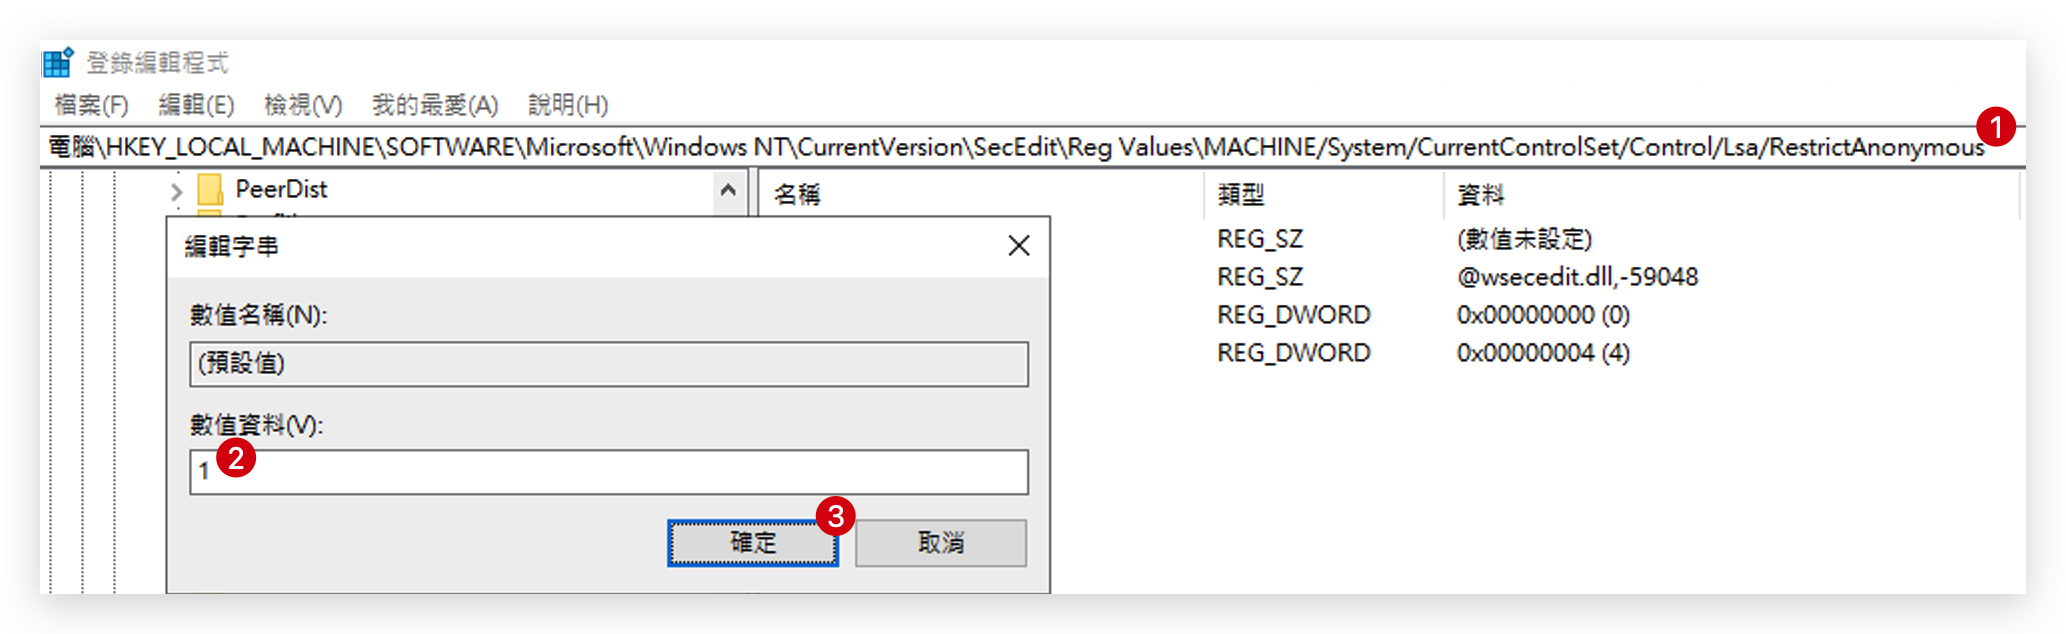 登錄編輯程式
檔案(F) 編輯(E) 檢視(V) 我的最愛(A) 說明(H)
1
電腦\HKEY_LOCAL_MACHINE\SOFTWARE\Microsoft\Windows NT\CurrentVersion\SecEdit\Reg Values\MACHINE/System/CurrentControlSet/Control/Lsa/RestrictAnonymous
PeerDist
名稱 類型 資料
REG_SZ (數值未設定)
REG_SZ @wsecedit.dll,-59048
REG_DWORD 0x00000000 (0)
REG_DWORD 0x00000004 (4)
編輯字串
數值名稱(N):
(預設值)
數值資料(V):
1 2
3
確定 取消